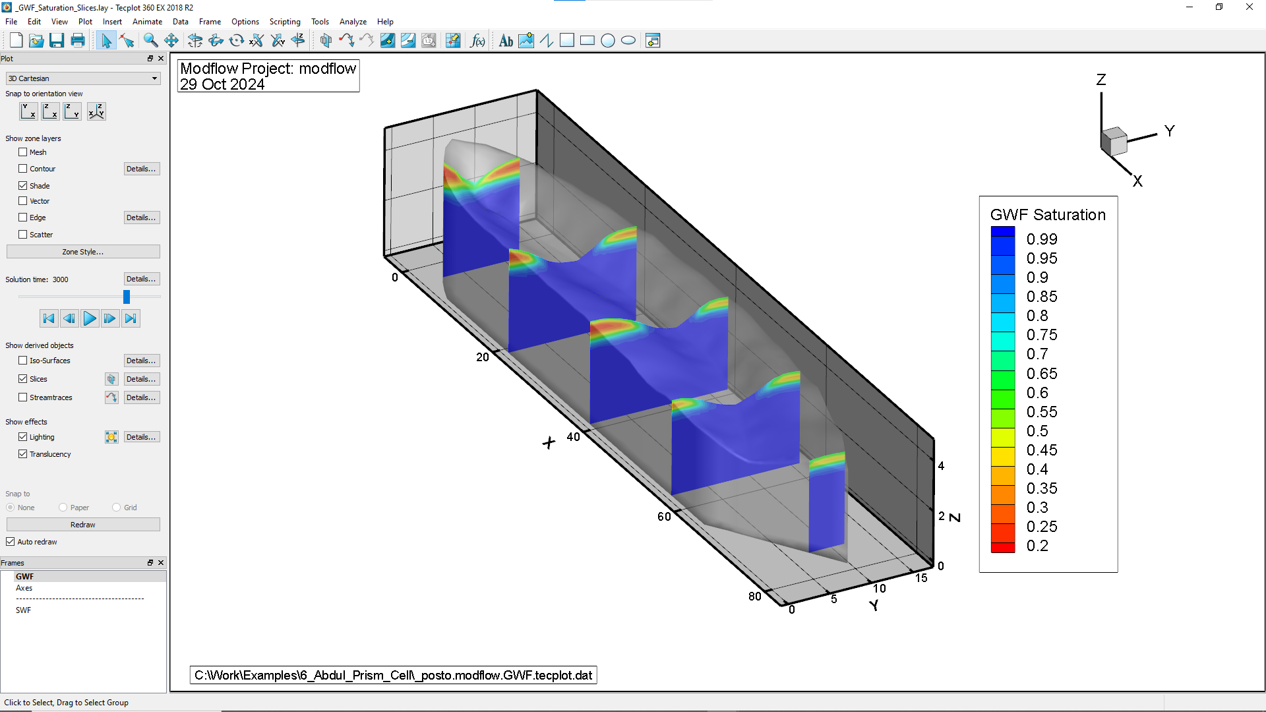 _GWF_Saturation_Slices.lay - Tecplot 360 EX 2018 R2
File Edit View Plot Insert Animate Data Frame Options Scripting Tools Analyze Help
Plot
3D Cartesian
Snap to orientation view
Show zone layers
Mesh
Contour Details...
Shade
Vector
Edge Details...
Scatter
Zone Style...
Solution time: 3000 Details...
Show derived objects
Iso-Surfaces Details...
Slices Details...
Streamtraces Details...
Show effects
Lighting Details...
Translucency
Snap to
None Paper Grid
Redraw
Auto redraw
Frames
GWF
Axes
SWF
Click to Select, Drag to Select Group
Modflow Project: modflow
29 Oct 2024
Z
Y
X
0
20
40
60
80
X
0
5
10
15
Y
0
2
4
Z
GWF Saturation
0.99
0.95
0.9
0.85
0.8
0.75
0.7
0.65
0.6
0.55
0.5
0.45
0.4
0.35
0.3
0.25
0.2
C:\Work\Examples\6_Abdul_Prism_Cell\_posto.modflow.GWF.tecplot.dat